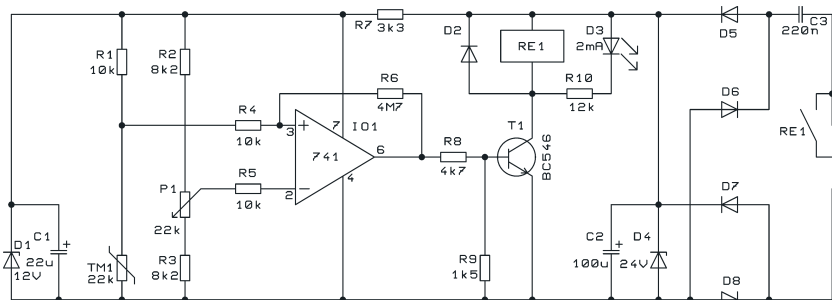 R7 3k3
D2
RE1
D3
2mA
D5
C3
220n
R1
10k
R2
8k2
R6
4M7
R10
12k
D6
R4
10k
3
7
IO1
741
6
4
2
R8
4k7
T1
BC546
RE1
R5
10k
P1
22k
D7
D1
12V
C1
22u
TM1
22k
R3
8k2
R9
1k5
C2
100u
D4
24V
D8